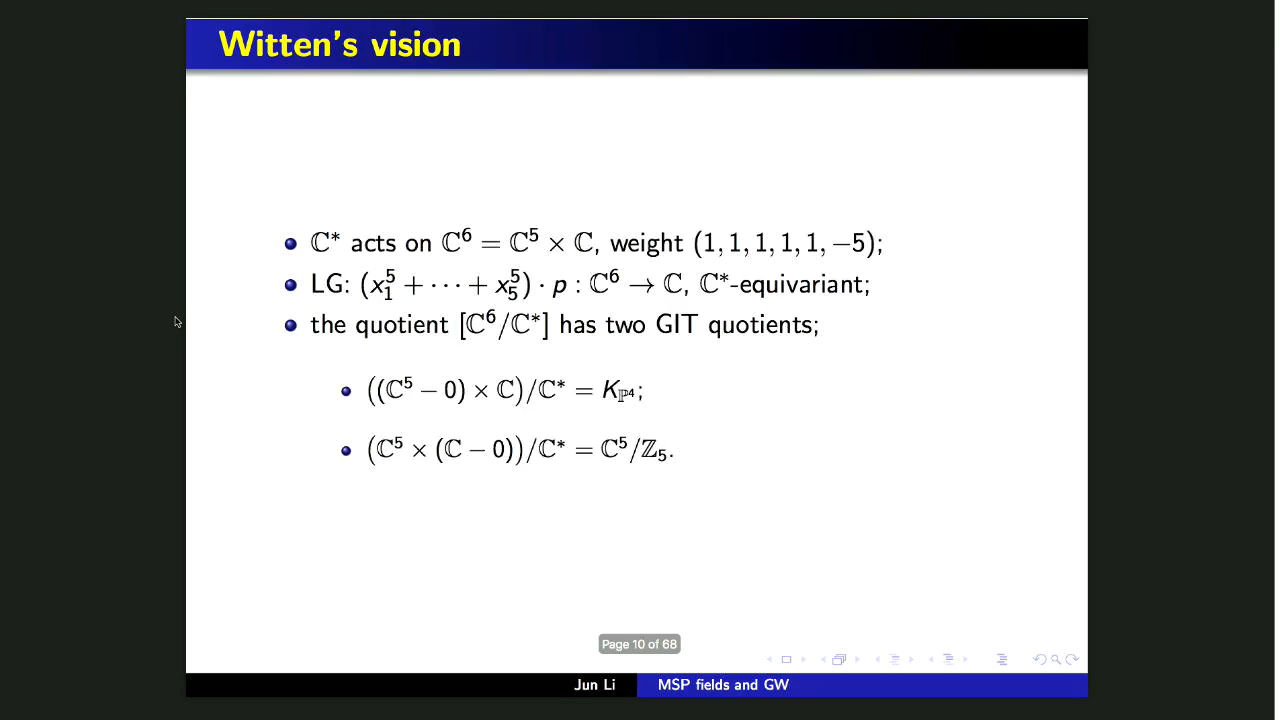 Witten's vision
ℂ* acts on ℂ⁶ = ℂ⁵ × ℂ, weight (1, 1, 1, 1, 1, −5);
LG: (x₁⁵ + ⋯ + x₅⁵) · p : ℂ⁶ → ℂ, ℂ*-equivariant;
the quotient [ℂ⁶/ℂ*] has two GIT quotients;
((ℂ⁵ − 0) × ℂ)/ℂ* = K_ℙ⁴;
(ℂ⁵ × (ℂ − 0))/ℂ* = ℂ⁵/ℤ₅.
Page 10 of 68
Jun Li MSP fields and GW